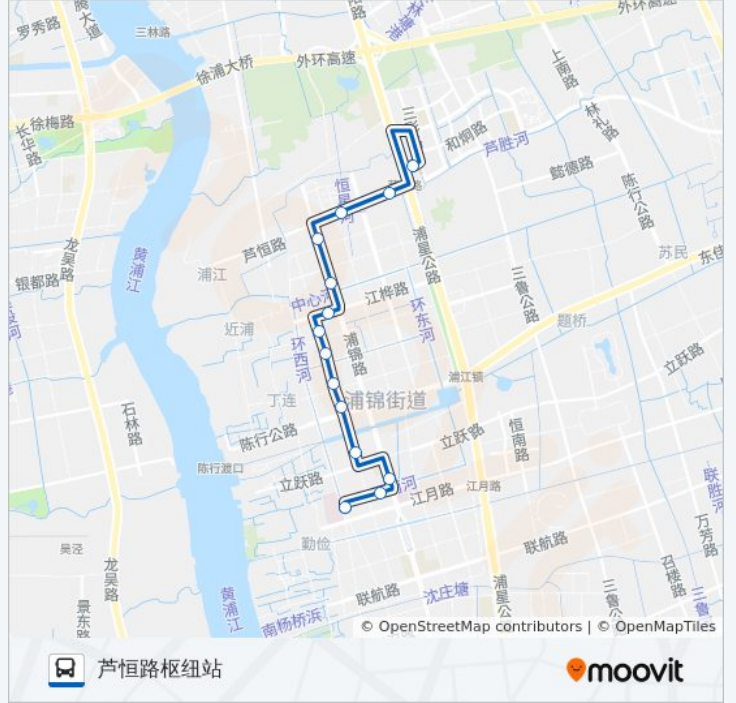 罗秀路
腾大道
三林路
徐浦大桥
外环高速
外环高速
长华路
徐梅路
上南路
林礼路
和炯路
芦胜河
懿德路
陈行公路
龙吴路
黄浦江
芦恒路
浦星公路
苏民
浦江
银都路
三鲁公路
中心河
江桦路
环东河
题桥
近浦
环西河
浦锦路
立跃路
浦江镇
丁连
浦锦街道
石林路
陈行公路
立跃路
恒南路
陈行渡口
立跃路
江月路
江月路
联胜河
万芳路
勤俭
吴泾
龙吴路
联航路
召楼路
联航路
沈庄塘
浦星公
三鲁公
三鲁
黄浦江
景东路
南杨桥浜
© OpenStreetMap contributors | © OpenMapTiles
芦恒路枢纽站
moovit